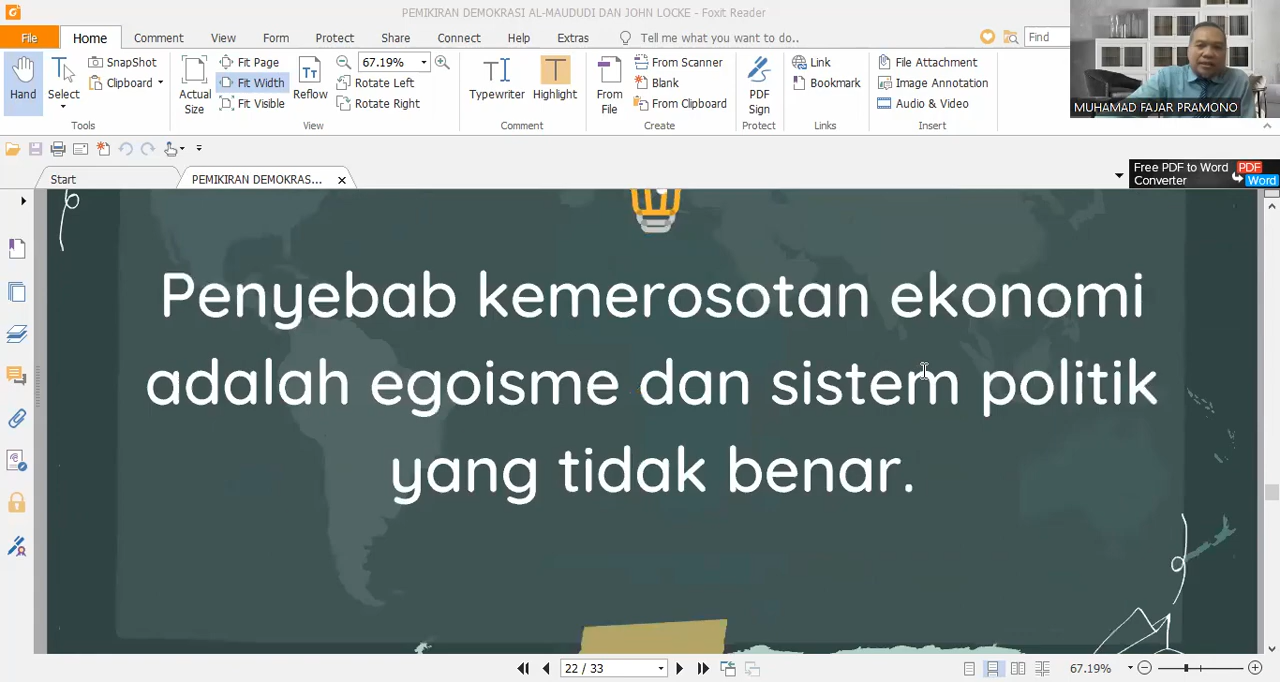 PEMIKIRAN DEMOKRASI AL-MAUDUDI DAN JOHN LOCKE - Foxit Reader
File Home Comment View Form Protect Share Connect Help Extras Tell me what you want to do.. Find
Hand
Select
SnapShot
Clipboard
Tools
Actual Size
Fit Page
Fit Width
Fit Visible
Reflow
67.19%
Rotate Left
Rotate Right
View
Typewriter
Highlight
Comment
From File
From Scanner
Blank
From Clipboard
Create
PDF Sign
Protect
Link
Bookmark
Links
File Attachment
Image Annotation
Audio & Video
Insert
MUHAMAD FAJAR PRAMONO
Start
PEMIKIRAN DEMOKRAS...
Free PDF to Word
Converter
PDF
Word
Penyebab kemerosotan ekonomi
adalah egoisme dan sistem politik
yang tidak benar.
22 / 33
67.19%